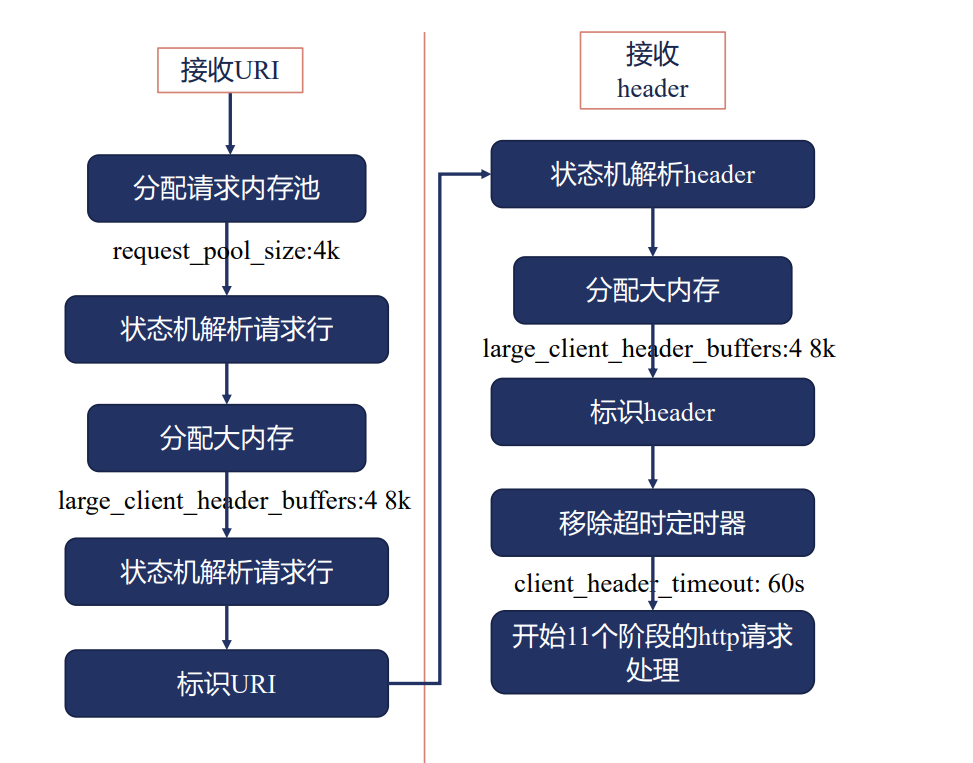 接收URI
分配请求内存池
request_pool_size:4k
状态机解析请求行
分配大内存
large_client_header_buffers:4 8k
状态机解析请求行
标识URI
接收
header
状态机解析header
分配大内存
large_client_header_buffers:4 8k
标识header
移除超时定时器
client_header_timeout: 60s
开始11个阶段的http请求
处理